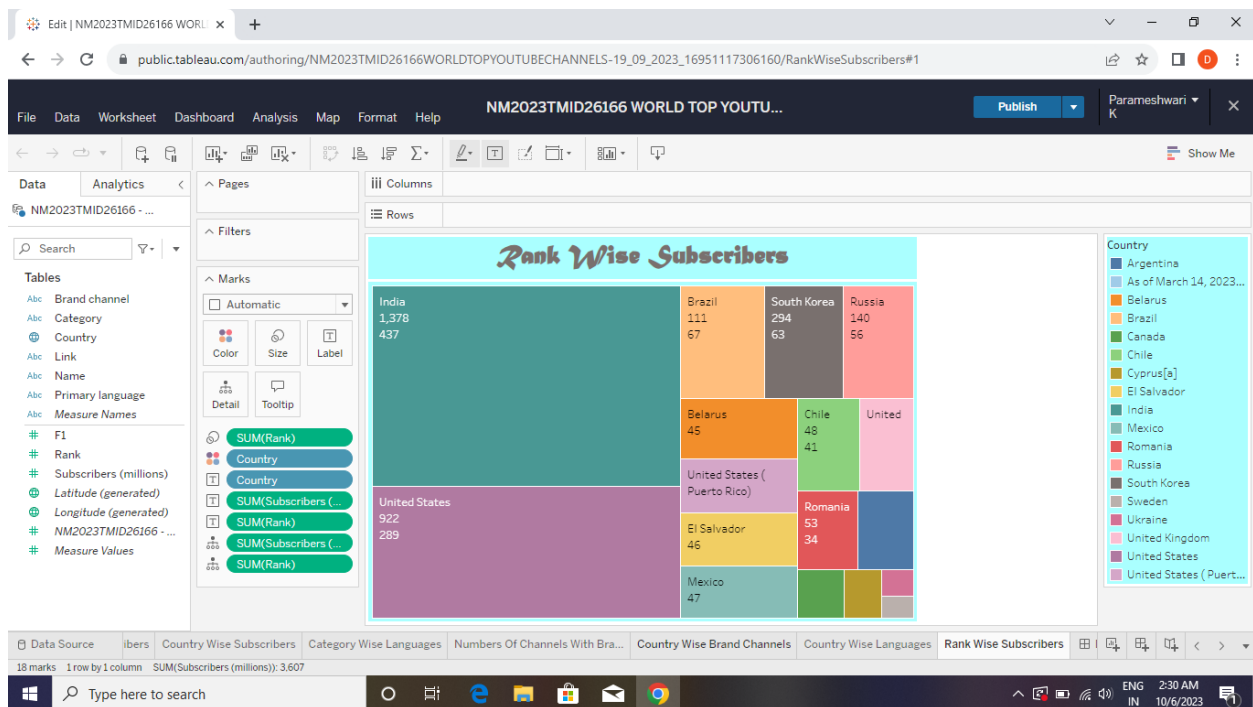 Edit | NM2023TMID26166 WORL
public.tableau.com/authoring/NM2023TMID26166WORLDTOPYOUTUBECHANNELS-19_09_2023_16951117306160/RankWiseSubscribers#1
D
NM2023TMID26166 WORLD TOP YOUTU...
Publish
Parameshwari
K
File Data Worksheet Dashboard Analysis Map Format Help
Show Me
Data Analytics
NM2023TMID26166 - ...
Search
Tables
Abc Brand channel
Abc Category
Country
Abc Link
Abc Name
Abc Primary language
Abc Measure Names
# F1
# Rank
# Subscribers (millions)
Latitude (generated)
Longitude (generated)
# NM2023TMID26166 - ...
# Measure Values
Pages
Filters
Marks
Automatic
Color Size Label
Detail Tooltip
SUM(Rank)
Country
Country
SUM(Subscribers (...
SUM(Rank)
SUM(Subscribers (...
SUM(Rank)
Columns
Rows
Rank Wise Subscribers
India
1,378
437
United States
922
289
Brazil
111
67
South Korea
294
63
Russia
140
56
Belarus
45
United States (
Puerto Rico)
El Salvador
46
Mexico
47
Chile
48
41
United
Romania
53
34
Country
Argentina
As of March 14, 2023...
Belarus
Brazil
Canada
Chile
Cyprus[a]
El Salvador
India
Mexico
Romania
Russia
South Korea
Sweden
Ukraine
United Kingdom
United States
United States ( Puert...
Data Source ibers Country Wise Subscribers Category Wise Languages Numbers Of Channels With Bra... Country Wise Brand Channels Country Wise Languages Rank Wise Subscribers
18 marks 1 row by 1 column SUM(Subscribers (millions)): 3,607
Type here to search
ENG
IN
2:30 AM
10/6/2023